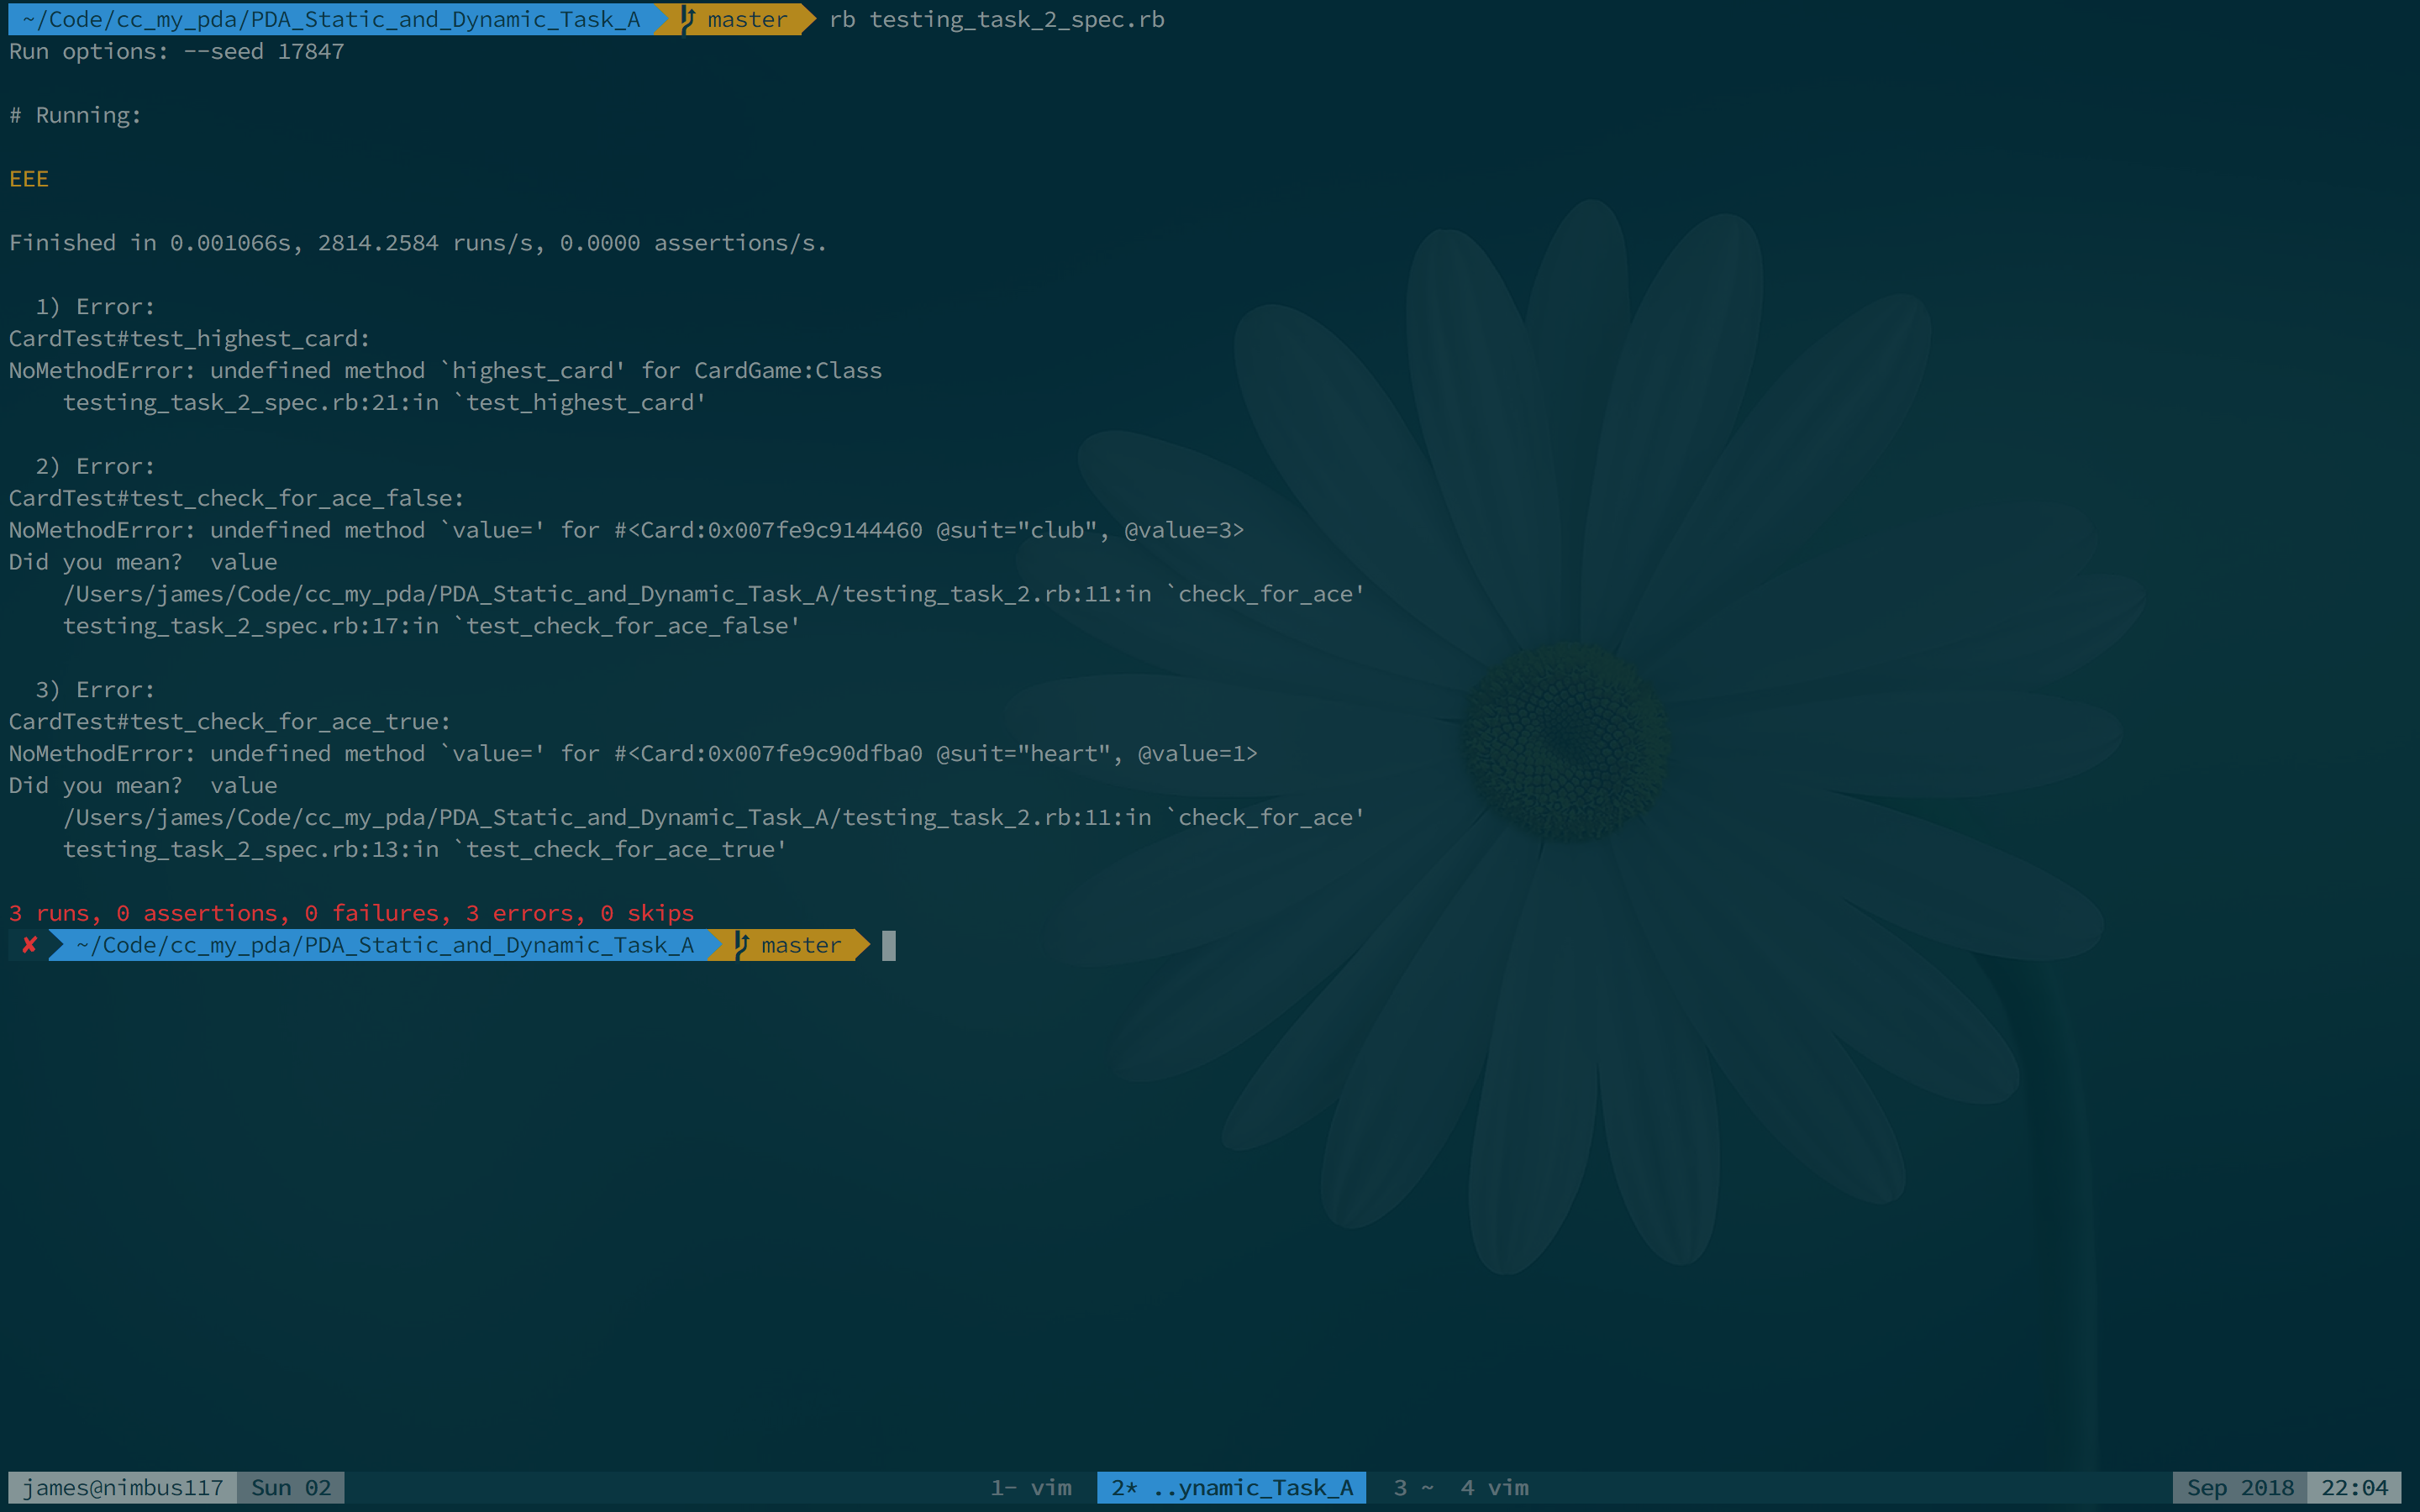 ~/Code/cc_my_pda/PDA_Static_and_Dynamic_Task_A master rb testing_task_2_spec.rb
Run options: --seed 17847
# Running:
EEE
Finished in 0.001066s, 2814.2584 runs/s, 0.0000 assertions/s.
1) Error:
CardTest#test_highest_card:
NoMethodError: undefined method `highest_card' for CardGame:Class
testing_task_2_spec.rb:21:in `test_highest_card'
2) Error:
CardTest#test_check_for_ace_false:
NoMethodError: undefined method `value=' for #<Card:0x007fe9c9144460 @suit="club", @value=3>
Did you mean?  value
/Users/james/Code/cc_my_pda/PDA_Static_and_Dynamic_Task_A/testing_task_2.rb:11:in `check_for_ace'
testing_task_2_spec.rb:17:in `test_check_for_ace_false'
3) Error:
CardTest#test_check_for_ace_true:
NoMethodError: undefined method `value=' for #<Card:0x007fe9c90dfba0 @suit="heart", @value=1>
Did you mean?  value
/Users/james/Code/cc_my_pda/PDA_Static_and_Dynamic_Task_A/testing_task_2.rb:11:in `check_for_ace'
testing_task_2_spec.rb:13:in `test_check_for_ace_true'
3 runs, 0 assertions, 0 failures, 3 errors, 0 skips
✘ ~/Code/cc_my_pda/PDA_Static_and_Dynamic_Task_A master
james@nimbus117 Sun 02 1- vim 2* ..ynamic_Task_A 3 ~ 4 vim Sep 2018 22:04